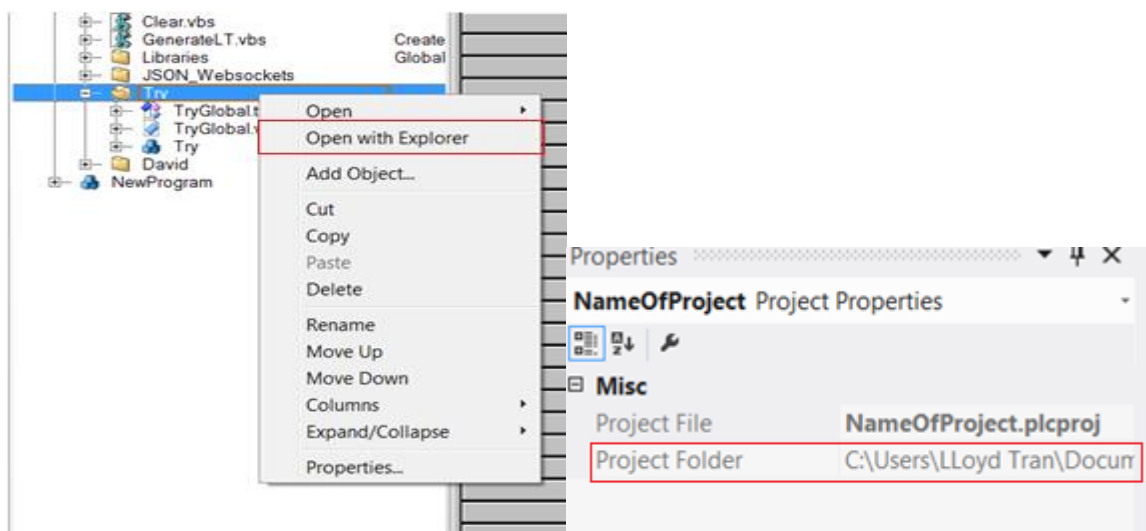 Clear.vbs
GenerateLT.vbs Create
Libraries Global
JSON_Websockets
Try
TryGlobal.t
TryGlobal.v
Try
David
NewProgram
Open
Open with Explorer
Add Object...
Cut
Copy
Paste
Delete
Rename
Move Up
Move Down
Columns
Expand/Collapse
Properties...
Properties
NameOfProject Project Properties
Misc
Project File NameOfProject.plcproj
Project Folder C:\Users\LLoyd Tran\Docum